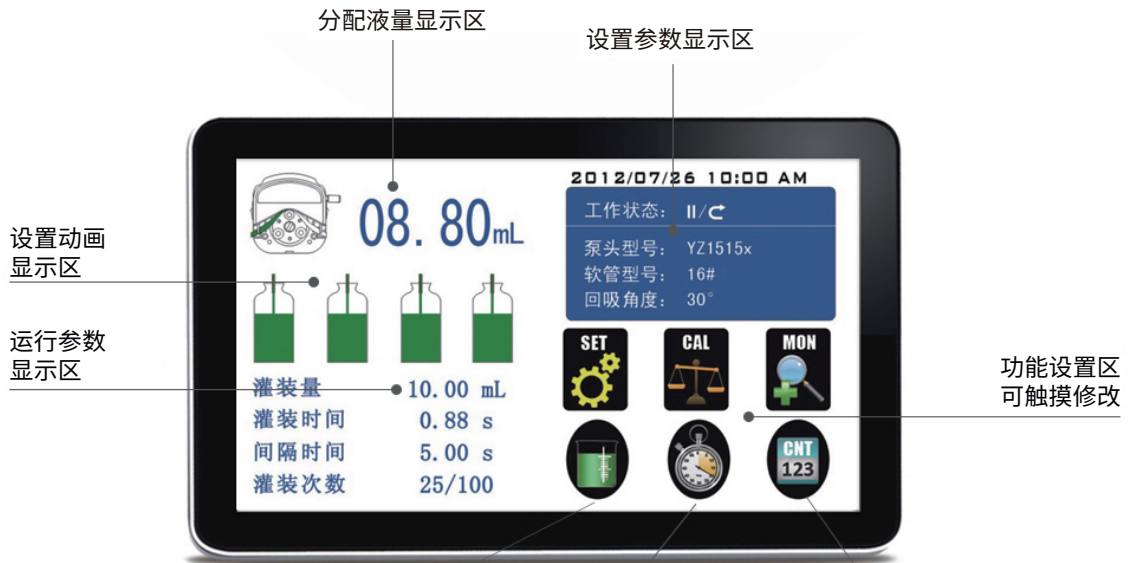 分配液量显示区
设置参数显示区
2012/07/26 10:00 AM
08.80mL
工作状态： II/
泵头型号： YZ1515x
软管型号： 16#
回吸角度： 30°
设置动画
显示区
运行参数
显示区
SET
CAL
MON
功能设置区
可触摸修改
灌装量 10.00 mL
灌装时间 0.88 s
间隔时间 5.00 s
灌装次数 25/100
CNT
123